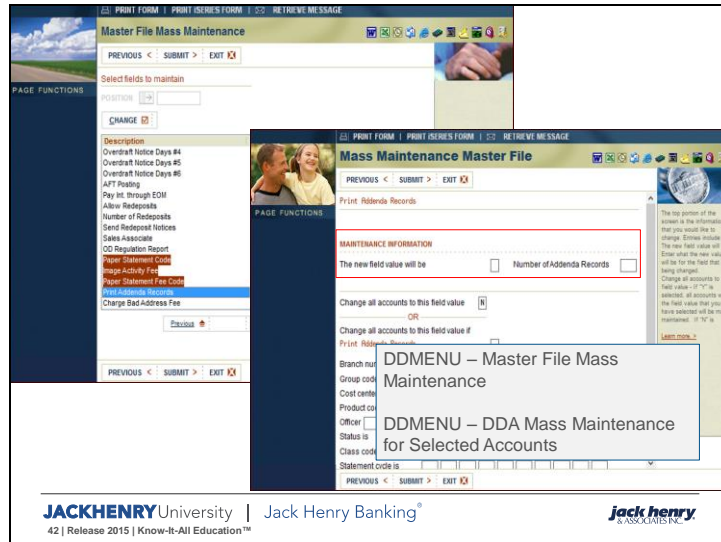 PRINT FORM | PRINT ISERIES FORM | RETRIEVE MESSAGE
Master File Mass Maintenance
PREVIOUS < SUBMIT > EXIT
PAGE FUNCTIONS
Select fields to maintain
POSITION
CHANGE
Description
Overdraft Notice Days #4
Overdraft Notice Days #5
Overdraft Notice Days #6
AFT Posting
Pay Int. through EOM
Allow Redeposits
Number of Redeposits
Send Redeposit Notices
Sales Associate
OD Regulation Report
Paper Statement Code
Image Activity Fee
Paper Statement Fee Code
Print Addenda Records
Charge Bad Address Fee
Previous
PREVIOUS < SUBMIT > EXIT
PRINT FORM | PRINT ISERIES FORM | RETRIEVE MESSAGE
Mass Maintenance Master File
PREVIOUS < SUBMIT > EXIT
PAGE FUNCTIONS
Print Addenda Records
MAINTENANCE INFORMATION
The new field value will be Number of Addenda Records
Change all accounts to this field value N
OR
Change all accounts to this field value if
Print Addenda Records
Branch num
Group code
Cost cente
Product co
Officer
Status is
Class code
Statement cycle is
PREVIOUS < SUBMIT > EXIT
The top portion of the
screen is the informatio
that you would like to
change. Entries include
The new field value will
Enter what the new valu
will be for the field that
being changed.
Change all accounts to
field value - If "Y" is
selected, all accounts w
the field value that you
have selected will be m
maintained. If "N" is
Learn more >
DDMENU – Master File Mass
Maintenance
DDMENU – DDA Mass Maintenance
for Selected Accounts
JACKHENRY University | Jack Henry Banking®
42 | Release 2015 | Know-It-All Education™
jack henry
& ASSOCIATES INC.